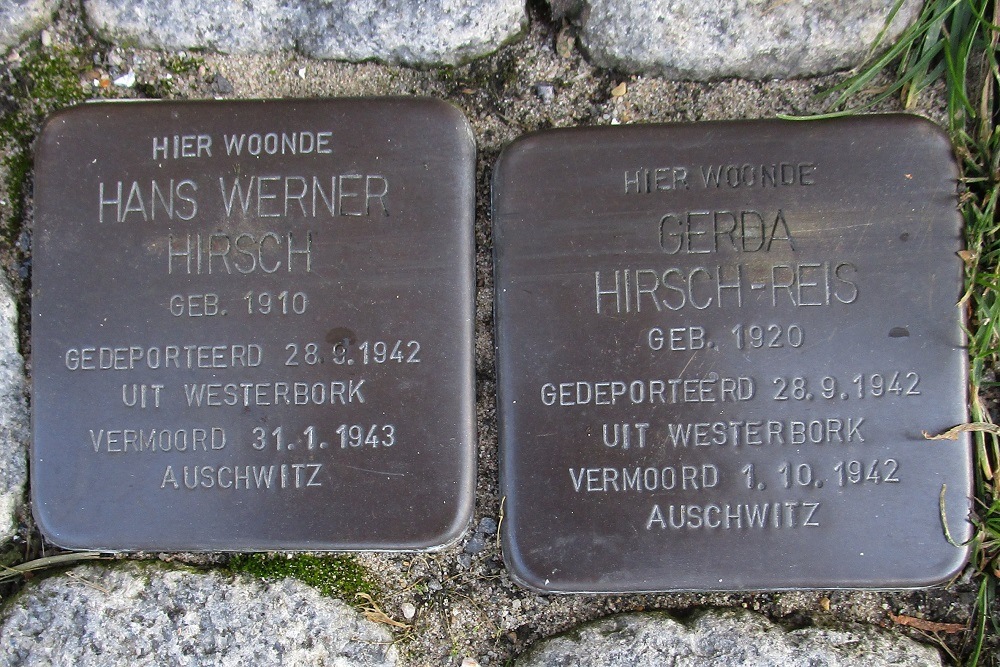 HIER WOONDE
HANS WERNER
HIRSCH
GEB. 1910
GEDEPORTEERD 28.9.1942
UIT WESTERBORK
VERMOORD 31.1.1943
AUSCHWITZ
HIER WOONDE
GERDA
HIRSCH-REIS
GEB. 1920
GEDEPORTEERD 28.9.1942
UIT WESTERBORK
VERMOORD 1.10.1942
AUSCHWITZ